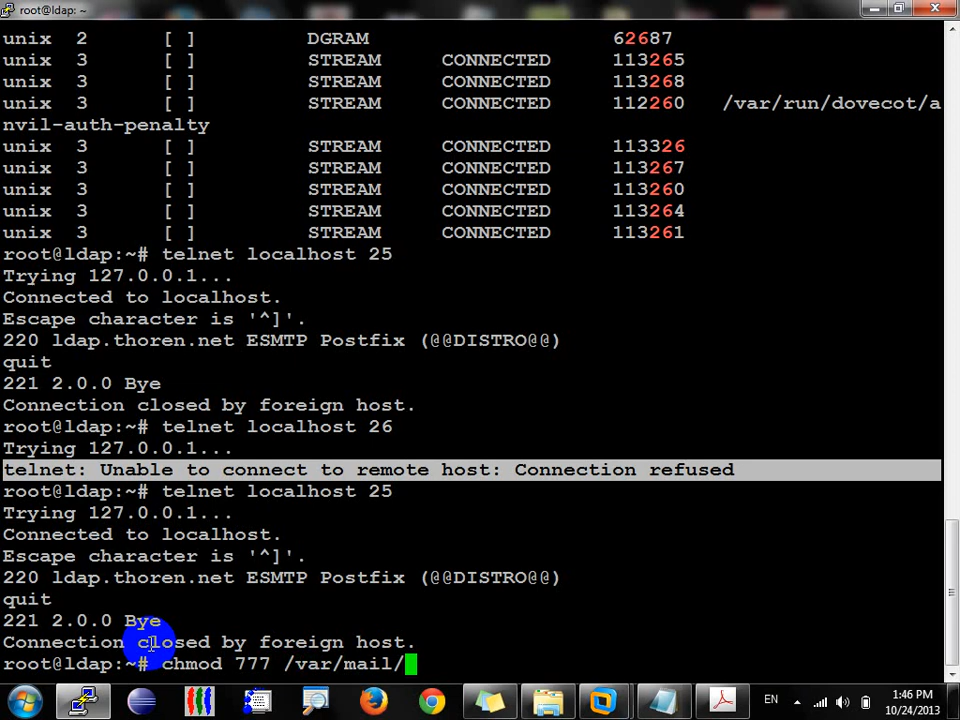 root@ldap: ~
unix 2 [ ] DGRAM 62687
unix 3 [ ] STREAM CONNECTED 113265
unix 3 [ ] STREAM CONNECTED 113268
unix 3 [ ] STREAM CONNECTED 112260 /var/run/dovecot/a
nvil-auth-penalty
unix 3 [ ] STREAM CONNECTED 113326
unix 3 [ ] STREAM CONNECTED 113267
unix 3 [ ] STREAM CONNECTED 113260
unix 3 [ ] STREAM CONNECTED 113264
unix 3 [ ] STREAM CONNECTED 113261
root@ldap:~# telnet localhost 25
Trying 127.0.0.1...
Connected to localhost.
Escape character is '^]'.
220 ldap.thoren.net ESMTP Postfix (@@DISTRO@@)
quit
221 2.0.0 Bye
Connection closed by foreign host.
root@ldap:~# telnet localhost 26
Trying 127.0.0.1...
telnet: Unable to connect to remote host: Connection refused
root@ldap:~# telnet localhost 25
Trying 127.0.0.1...
Connected to localhost.
Escape character is '^]'.
220 ldap.thoren.net ESMTP Postfix (@@DISTRO@@)
quit
221 2.0.0 Bye
Connection closed by foreign host.
root@ldap:~# chmod 777 /var/mail/
EN
1:46 PM
10/24/2013